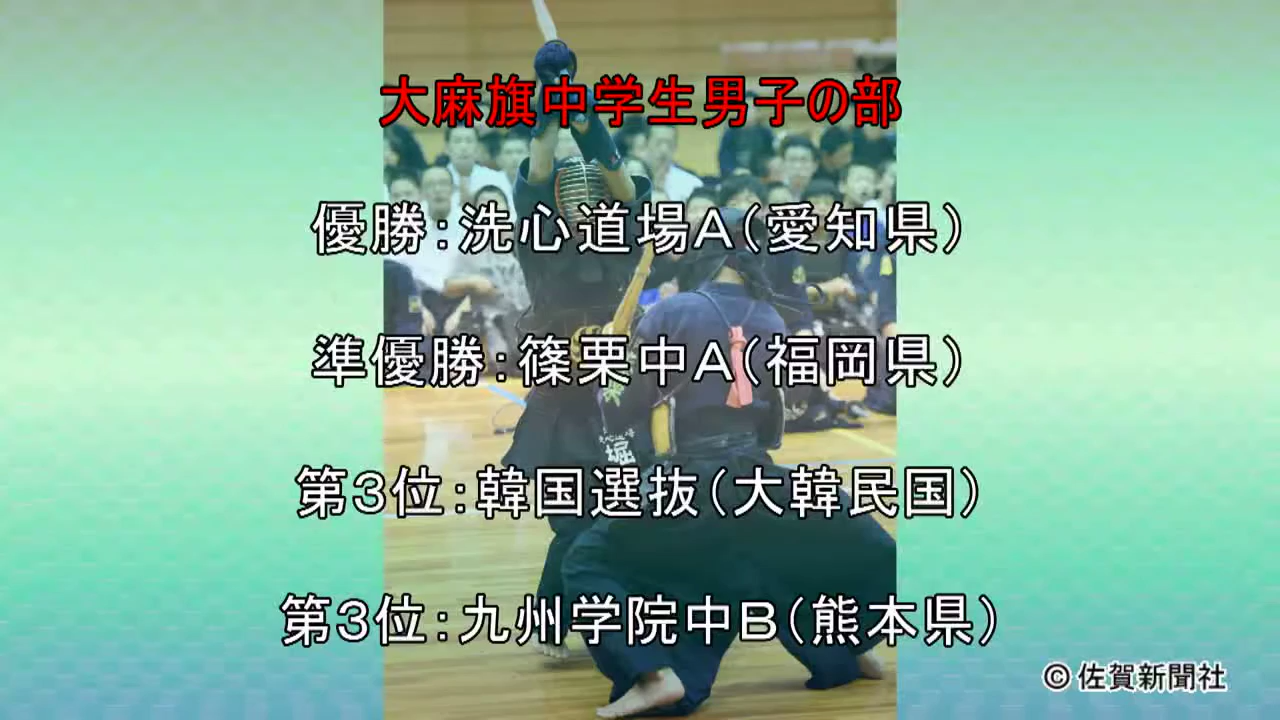 大麻旗中学生男子の部
優勝：洗心道場Ａ（愛知県）
準優勝：篠栗中Ａ（福岡県）
第３位：韓国選抜（大韓民国）
第３位：九州学院中Ｂ（熊本県）
堀
© 佐賀新聞社